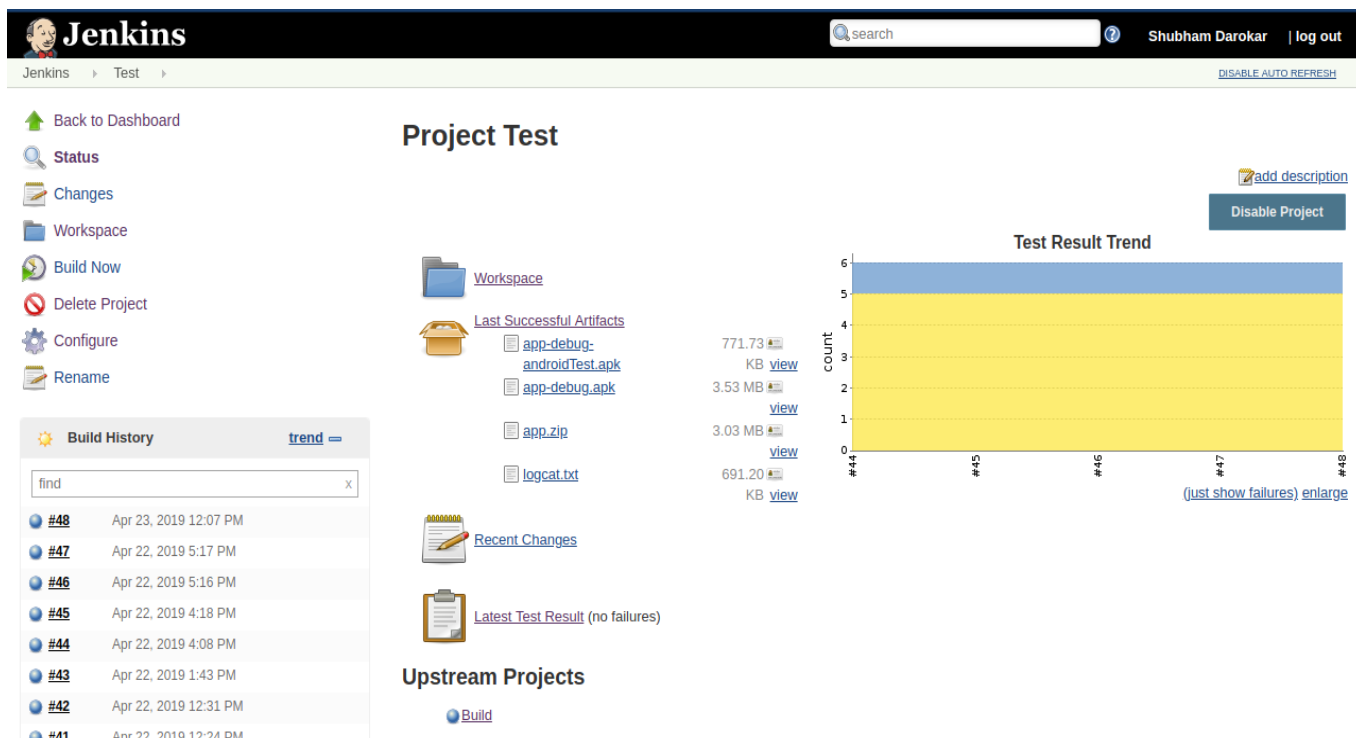 Jenkins
search
Shubham Darokar | log out
Jenkins Test
DISABLE AUTO REFRESH
Back to Dashboard
Status
Changes
Workspace
Build Now
Delete Project
Configure
Rename
Build History trend
find x
#48 Apr 23, 2019 12:07 PM
#47 Apr 22, 2019 5:17 PM
#46 Apr 22, 2019 5:16 PM
#45 Apr 22, 2019 4:18 PM
#44 Apr 22, 2019 4:08 PM
#43 Apr 22, 2019 1:43 PM
#42 Apr 22, 2019 12:31 PM
#41 Apr 22, 2019 12:24 PM
Project Test
add description
Disable Project
Workspace
Last Successful Artifacts
app-debug- 771.73
androidTest.apk KB view
app-debug.apk 3.53 MB
view
app.zip 3.03 MB
view
logcat.txt 691.20
KB view
Recent Changes
Latest Test Result (no failures)
Upstream Projects
Build
Test Result Trend
count
6
5
4
3
2
1
0
#44 #45 #46 #47 #48
(just show failures) enlarge